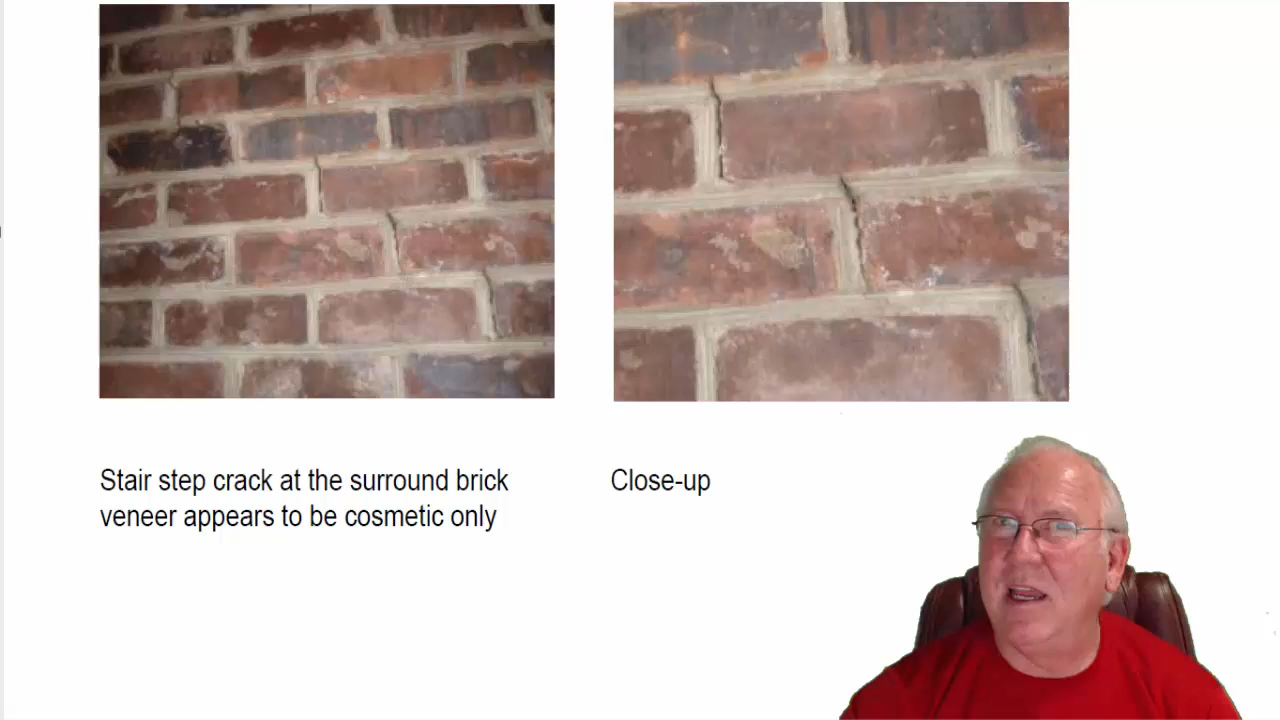 Stair step crack at the surround brick
veneer appears to be cosmetic only
Close-up